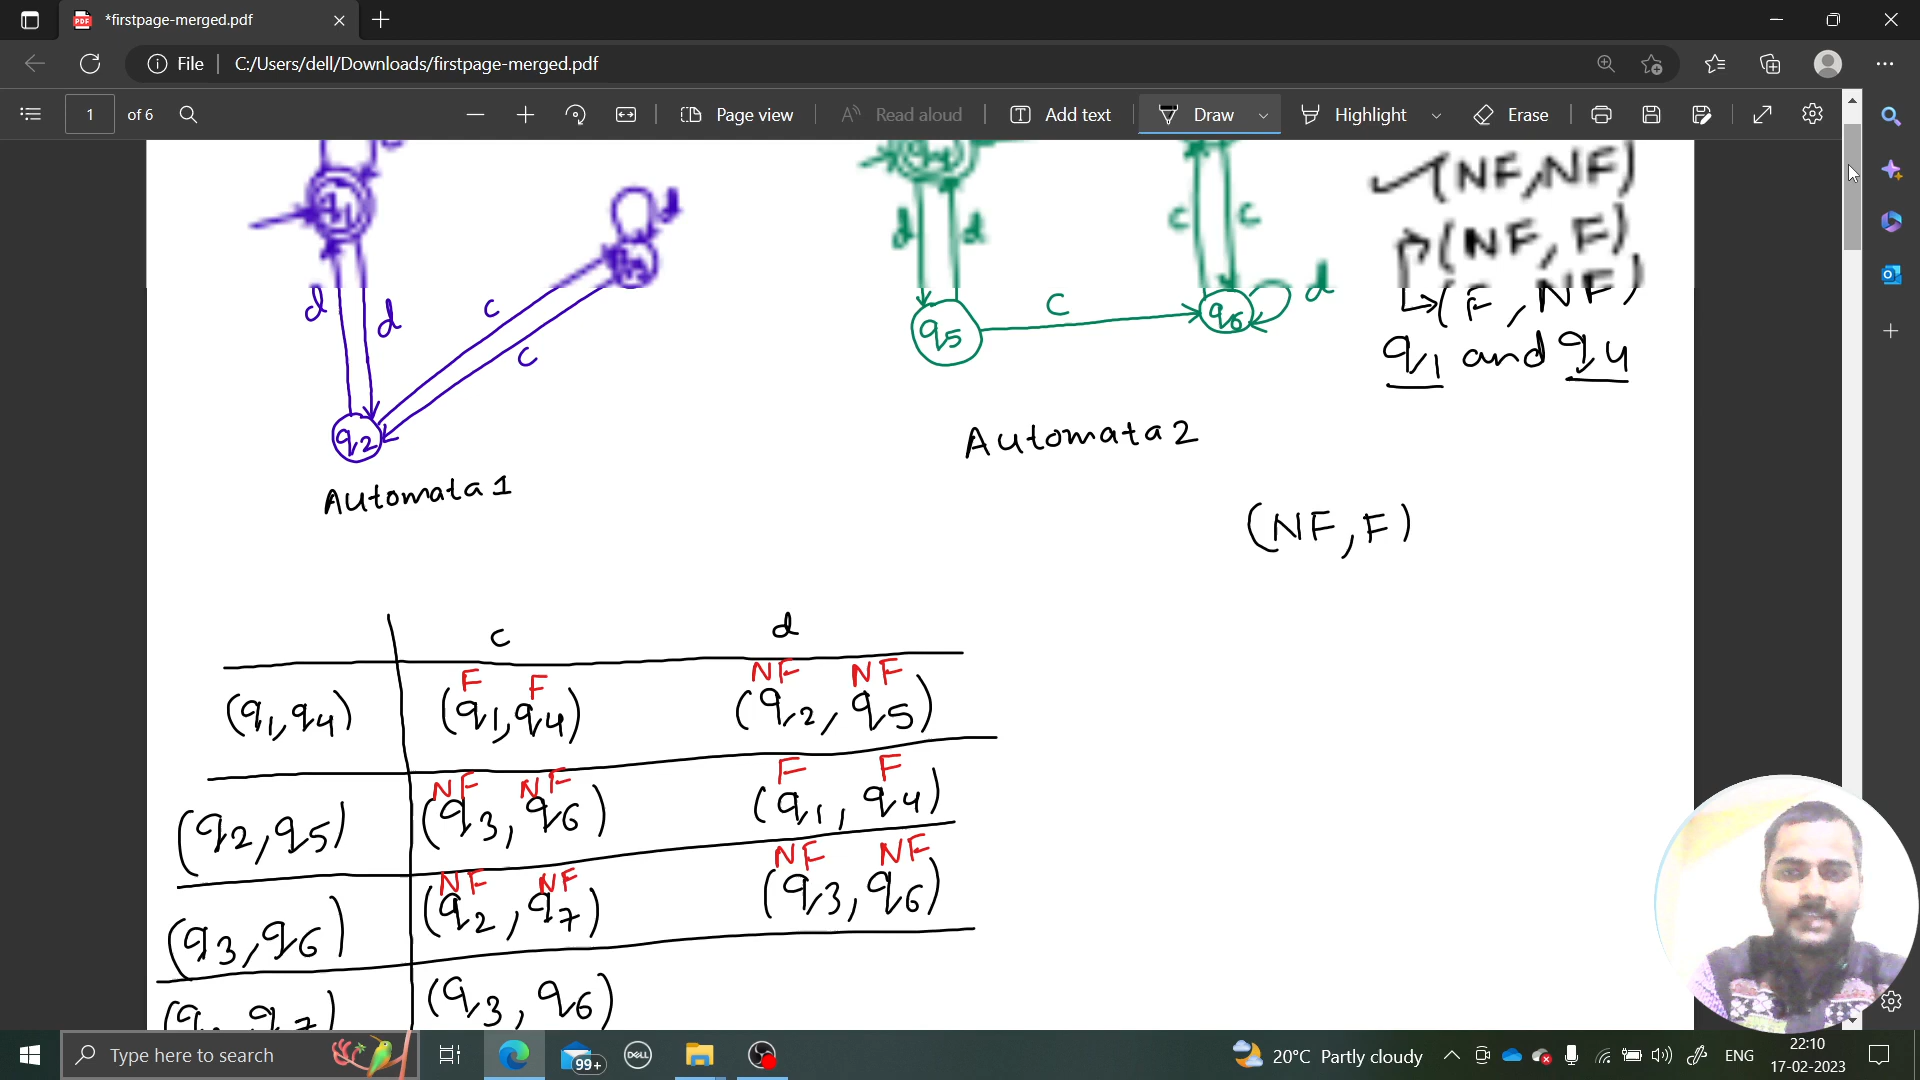 *firstpage-merged.pdf
File C:/Users/dell/Downloads/firstpage-merged.pdf
1 of 6 Page view Read aloud Add text Draw Highlight Erase
q1 d
d d
c
c
q2
Automata 1
d d
c c
d
c
q5 q6
Automata 2
(NF,NF)
(NF, F)
(F, NF)
q1 and q4
(NF, F)
c d
F F NF NF
(q1,q4) (q1,q4) (q2, q5)
NF NF F F
(q2,q5) (q3, q6) (q1, q4)
NF NF NF NF
(q3,q6) (q2, q7) (q3, q6)
(q3, q6)
Type here to search
99+
DELL
20°C Partly cloudy
ENG
22:10
17-02-2023